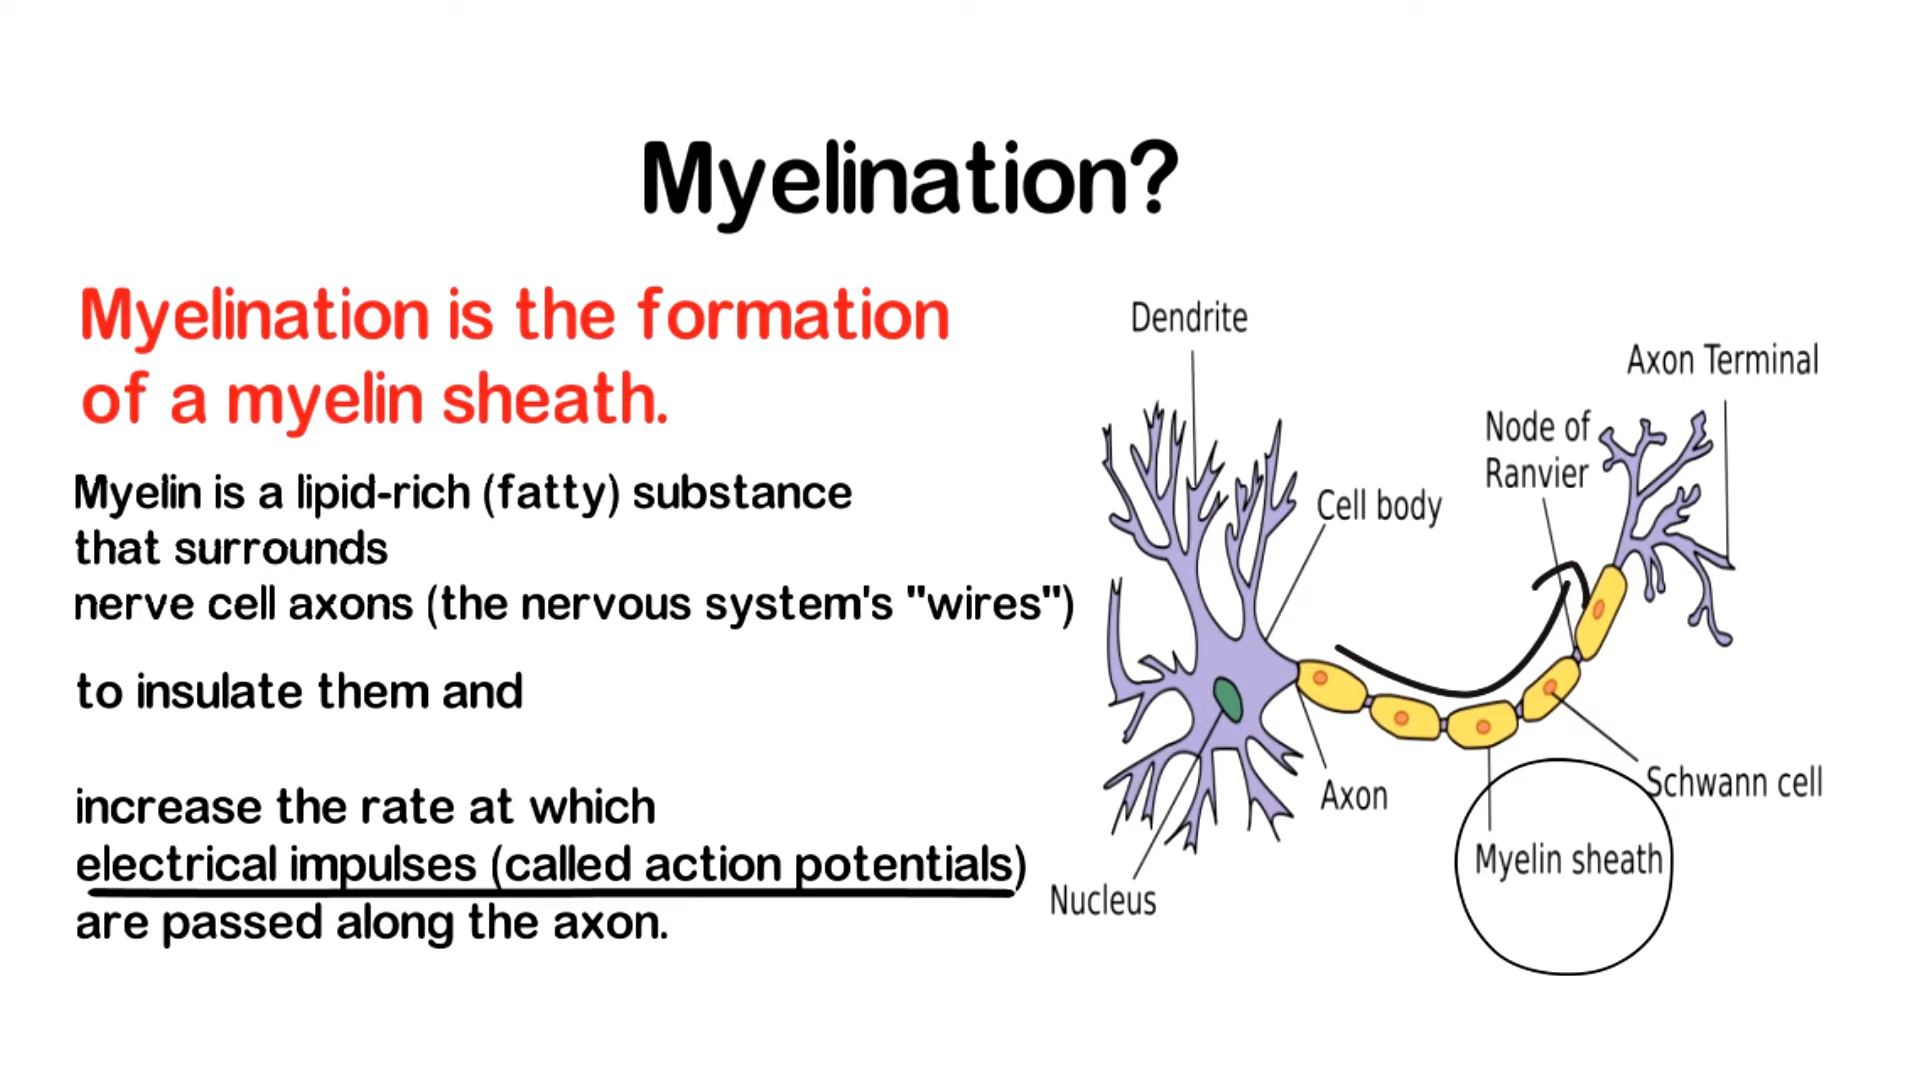 Myelination?
Myelination is the formation
of a myelin sheath.
Myelin is a lipid-rich (fatty) substance
that surrounds
nerve cell axons (the nervous system's "wires")
to insulate them and
increase the rate at which
electrical impulses (called action potentials)
are passed along the axon.
Dendrite
Axon Terminal
Node of
Ranvier
Cell body
Schwann cell
Axon
Myelin sheath
Nucleus